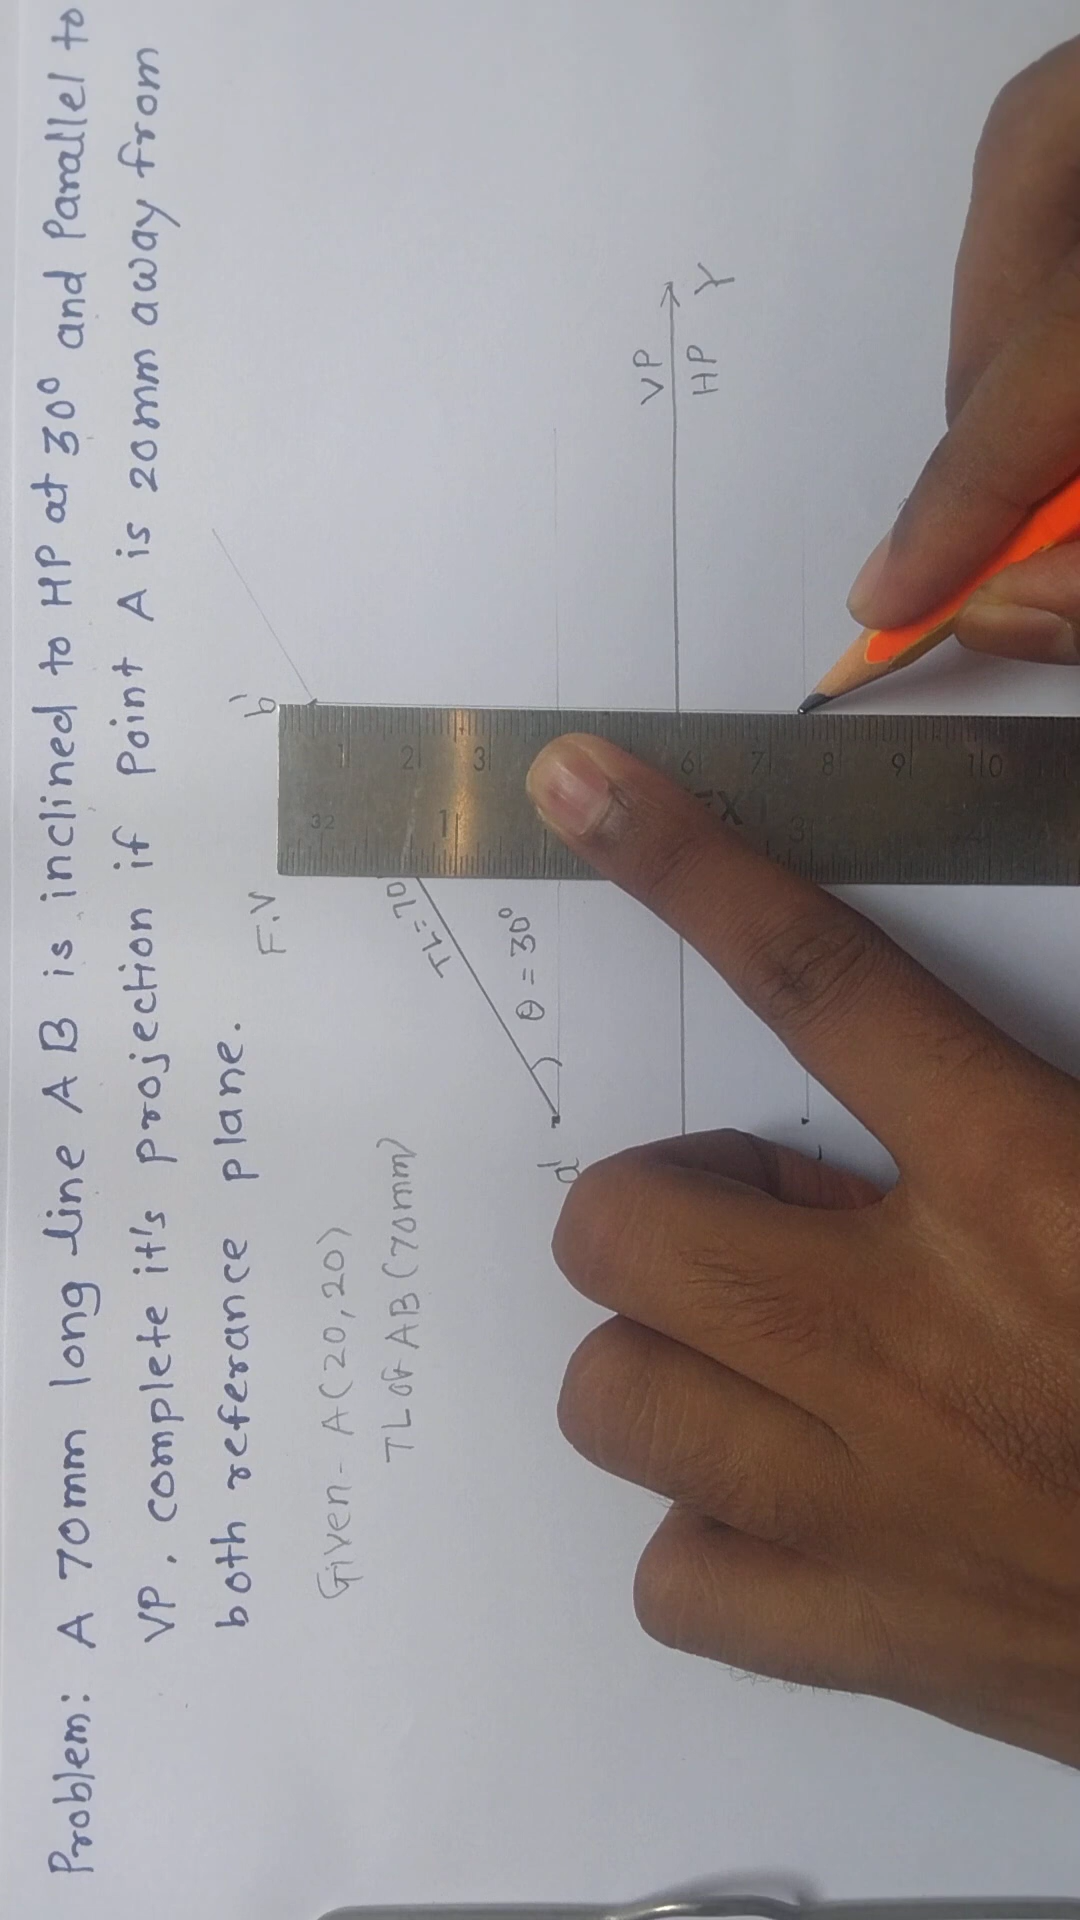 Problem: A 70mm long line AB is inclined to HP at 30° and Parallel to
VP, complete it's projection if Point A is 20mm away from
both referance plane.
Given - A(20,20)
TL of AB (70mm)
F.V
b'
TL=70
θ = 30°
a'
VP
HP
Y
32
1
2
3
6
7
8
9
10
1
3